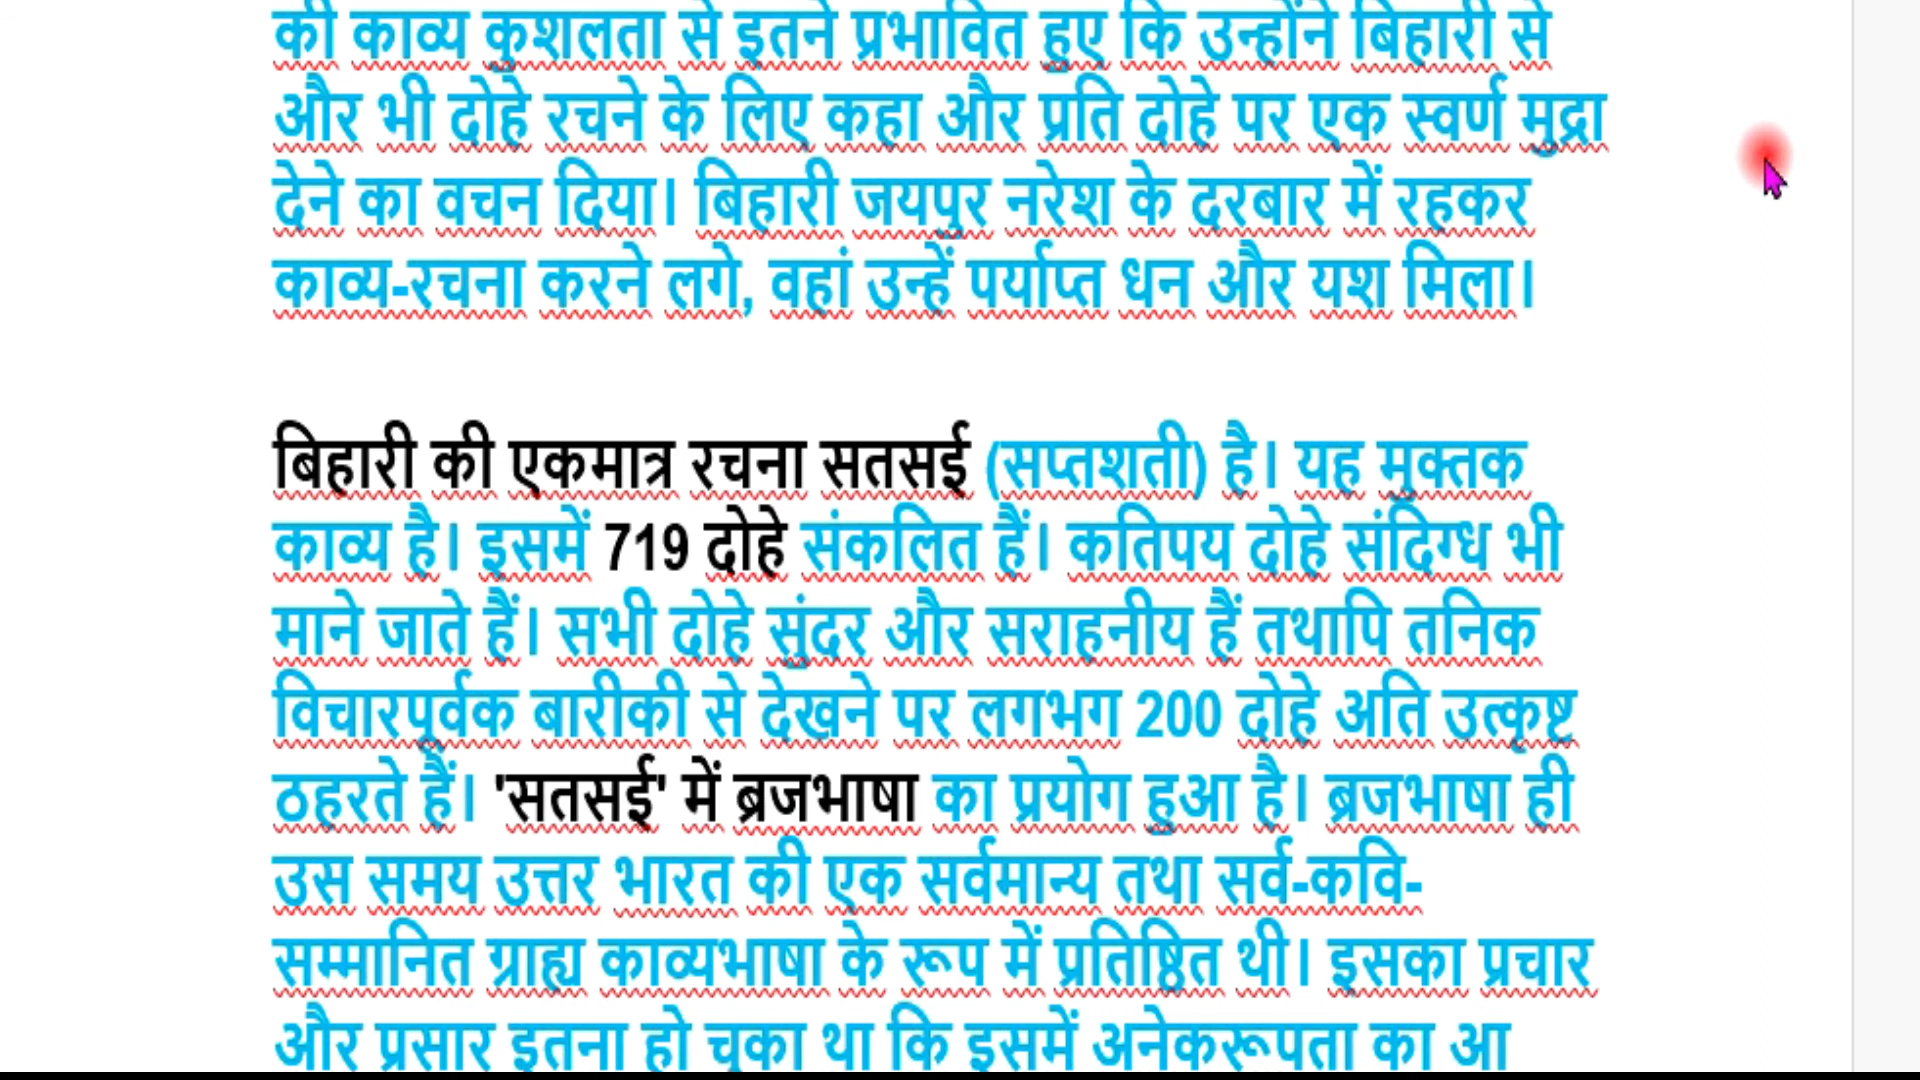 की काव्य कुशलता से इतने प्रभावित हुए कि उन्होंने बिहारी से
और भी दोहे रचने के लिए कहा और प्रति दोहे पर एक स्वर्ण मुद्रा
देने का वचन दिया। बिहारी जयपुर नरेश के दरबार में रहकर
काव्य-रचना करने लगे, वहां उन्हें पर्याप्त धन और यश मिला।
बिहारी की एकमात्र रचना सतसई (सप्तशती) है। यह मुक्तक
काव्य है। इसमें 719 दोहे संकलित हैं। कतिपय दोहे संदिग्ध भी
माने जाते हैं। सभी दोहे सुंदर और सराहनीय हैं तथापि तनिक
विचारपूर्वक बारीकी से देखने पर लगभग 200 दोहे अति उत्कृष्ट
ठहरते हैं। 'सतसई' में ब्रजभाषा का प्रयोग हुआ है। ब्रजभाषा ही
उस समय उत्तर भारत की एक सर्वमान्य तथा सर्व-कवि-
सम्मानित ग्राह्य काव्यभाषा के रूप में प्रतिष्ठित थी। इसका प्रचार
और प्रसार इतना हो चुका था कि इसमें अनेकरूपता का आ